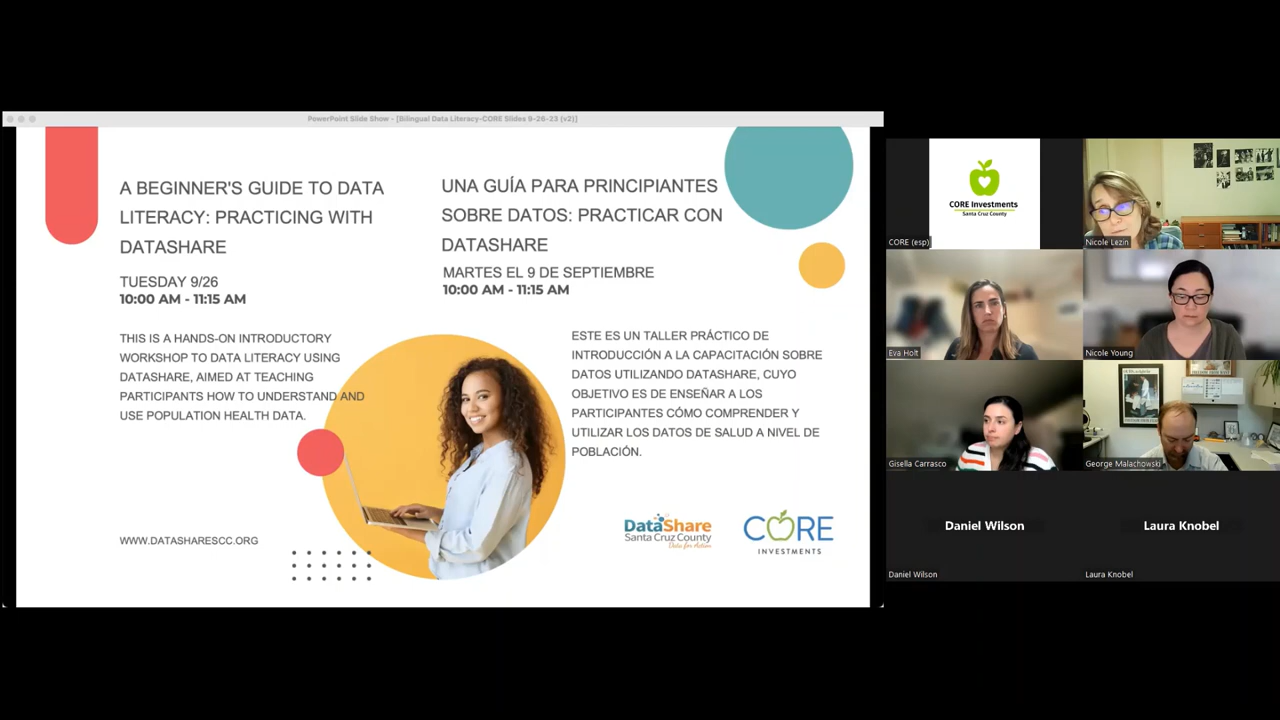 PowerPoint Slide Show - [Bilingual Data Literacy-CORE Slides 9-26-23 (v2)]
A BEGINNER'S GUIDE TO DATA
LITERACY: PRACTICING WITH
DATASHARE
TUESDAY 9/26
10:00 AM - 11:15 AM
THIS IS A HANDS-ON INTRODUCTORY
WORKSHOP TO DATA LITERACY USING
DATASHARE, AIMED AT TEACHING
PARTICIPANTS HOW TO UNDERSTAND AND
USE POPULATION HEALTH DATA.
WWW.DATASHARESCC.ORG
UNA GUÍA PARA PRINCIPIANTES
SOBRE DATOS: PRACTICAR CON
DATASHARE
MARTES EL 9 DE SEPTIEMBRE
10:00 AM - 11:15 AM
ESTE ES UN TALLER PRÁCTICO DE
INTRODUCCIÓN A LA CAPACITACIÓN SOBRE
DATOS UTILIZANDO DATASHARE, CUYO
OBJETIVO ES DE ENSEÑAR A LOS
PARTICIPANTES CÓMO COMPRENDER Y
UTILIZAR LOS DATOS DE SALUD A NIVEL DE
POBLACIÓN.
DataShare
Santa Cruz County
Data for Action
CORE
INVESTMENTS
CORE Investments
Santa Cruz County
CORE (esp)
Nicole Lezin
Eva Holt
Nicole Young
Gisella Carrasco
George Malachowski
Daniel Wilson
Daniel Wilson
Laura Knobel
Laura Knobel